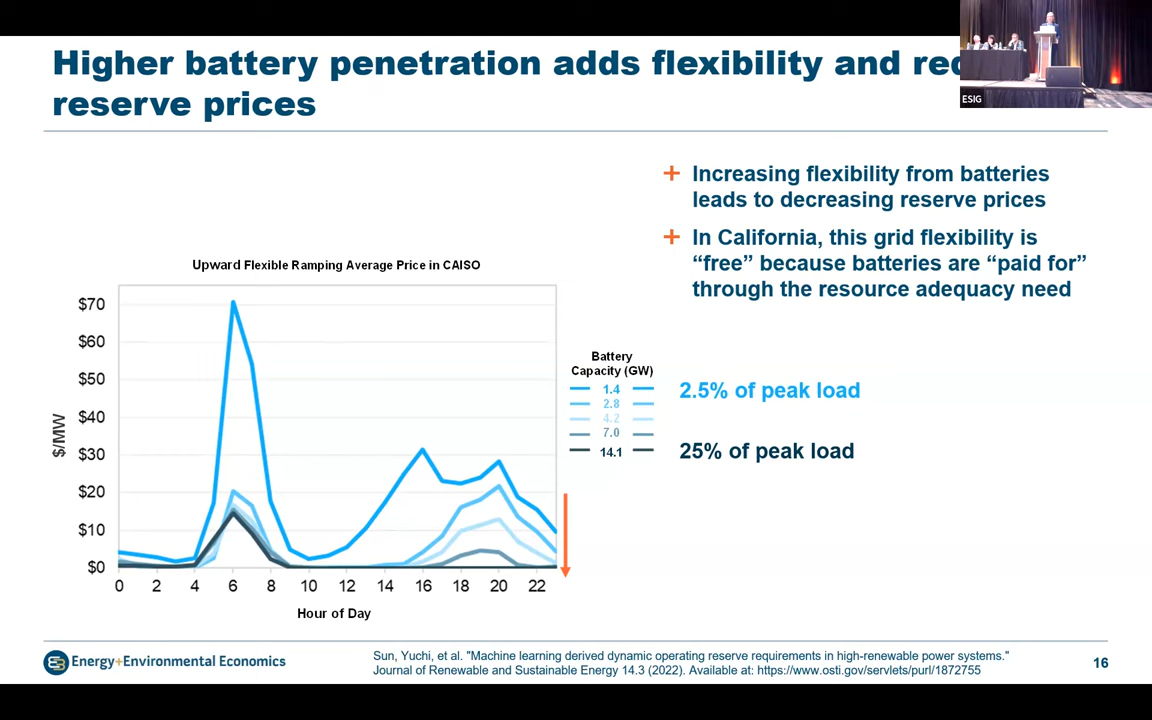 Higher battery penetration adds flexibility and
reserve prices
ESIG
Increasing flexibility from batteries
leads to decreasing reserve prices
In California, this grid flexibility is
“free” because batteries are “paid for”
through the resource adequacy need
Upward Flexible Ramping Average Price in CAISO
$/MW
$70
$60
$50
$40
$30
$20
$10
$0
0 2 4 6 8 10 12 14 16 18 20 22
Hour of Day
Battery
Capacity (GW)
1.4
2.8
4.2
7.0
14.1
2.5% of peak load
25% of peak load
Energy+Environmental Economics
Sun, Yuchi, et al. "Machine learning derived dynamic operating reserve requirements in high-renewable power systems."
Journal of Renewable and Sustainable Energy 14.3 (2022). Available at: https://www.osti.gov/servlets/purl/1872755
16